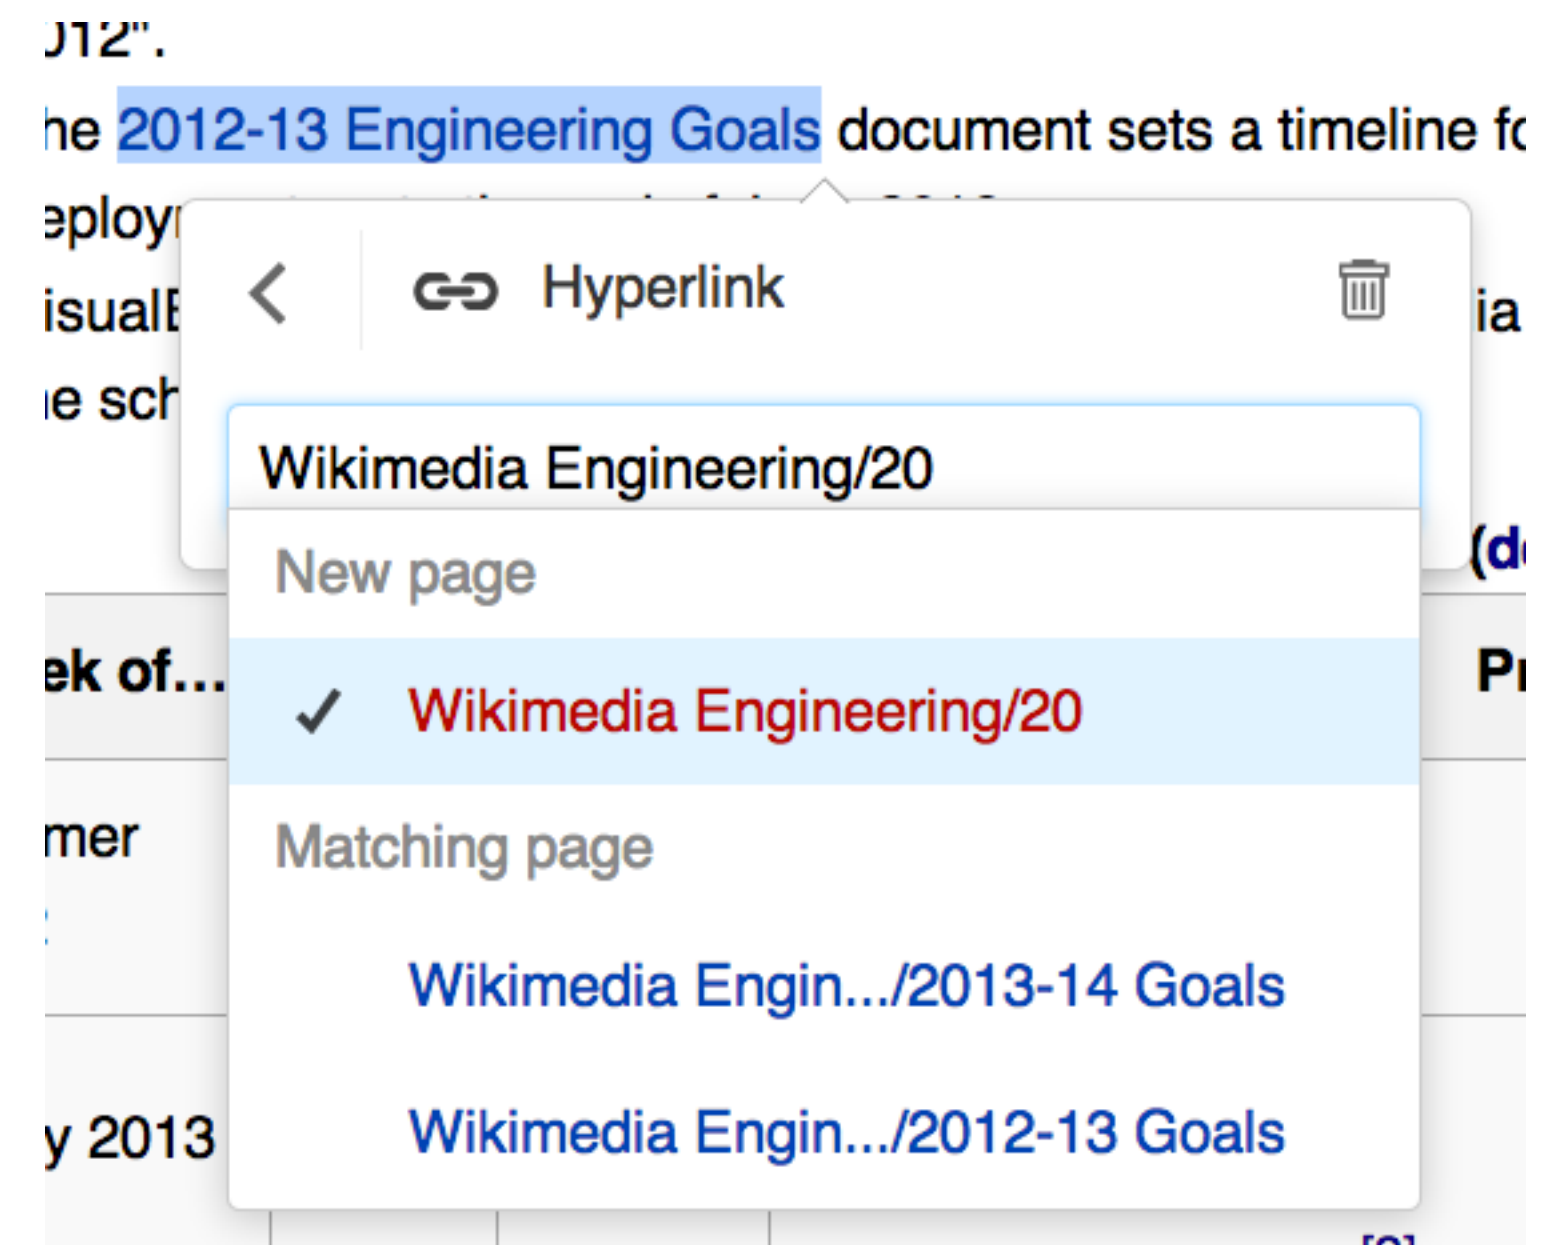 012".
he 2012-13 Engineering Goals document sets a timeline fo
eploy
isualE
ia
e sch
Hyperlink
Wikimedia Engineering/20
(de
New page
ek of...
Pr
Wikimedia Engineering/20
mer
Matching page
Wikimedia Engin.../2013-14 Goals
y 2013
Wikimedia Engin.../2012-13 Goals